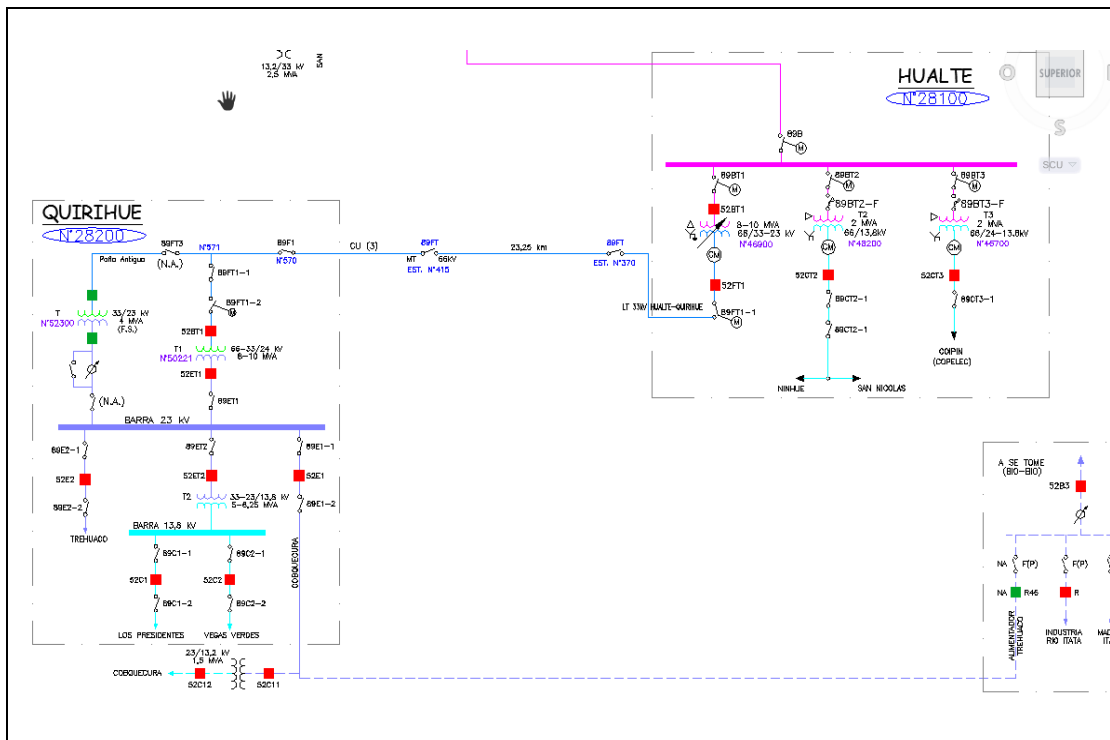 13,2/33 kV
2,5 MVA
SAN
HUALTE
N°28100
O
SUPERIOR
S
SCU
89B
89BT1
M
89BT2
M
89BT3
M
52BT1
89BT2-F
89BT3-F
8-10 MVA
66/33-23 kV
N°46900
T2
2 MVA
66/13,8kV
N°48200
T3
2 MVA
66/24-13.8kV
N°46700
CM
CM
CM
52FT1
52CT2
52CT3
89FT1-1
M
89CT2-1
89CT3-1
89CT2-1
LT 33kV HUALTE-QUIRIHUE
COIPIN
(COPELEC)
NINHUE
SAN NICOLAS
QUIRIHUE
N°28200
89FT3
Patio Antiguo
(N.A.)
N°571
89F1
N°570
CU (3)
89FT
MT
66kV
EST. N°415
23,25 km
89FT
EST. N°370
89FT1-1
89FT1-2
M
52BT1
T
N°52300
33/23 kV
4 MVA
(F.S.)
T1
N°50221
66-33/24 kV
8-10 MVA
52ET1
(N.A.)
89ET1
BARRA 23 kV
89E2-1
89ET2
89E1-1
52E2
52ET2
52E1
89E2-2
T2
33-23/13,8 kV
5-6,25 MVA
89E1-2
TREHUACO
BARRA 13,8 kV
89C1-1
89C2-1
COBQUECURA
52C1
52C2
89C1-2
89C2-2
LOS PRESIDENTES
VEGAS VERDES
23/13,2 kV
1,5 MVA
COBQUECURA
52C12
52C11
A SE TOME
(BIO-BIO)
52B3
NA
F(P)
F(P)
NA
R46
R
ALIMENTADOR
TREHUACO
INDUSTRIA
RIO ITATA